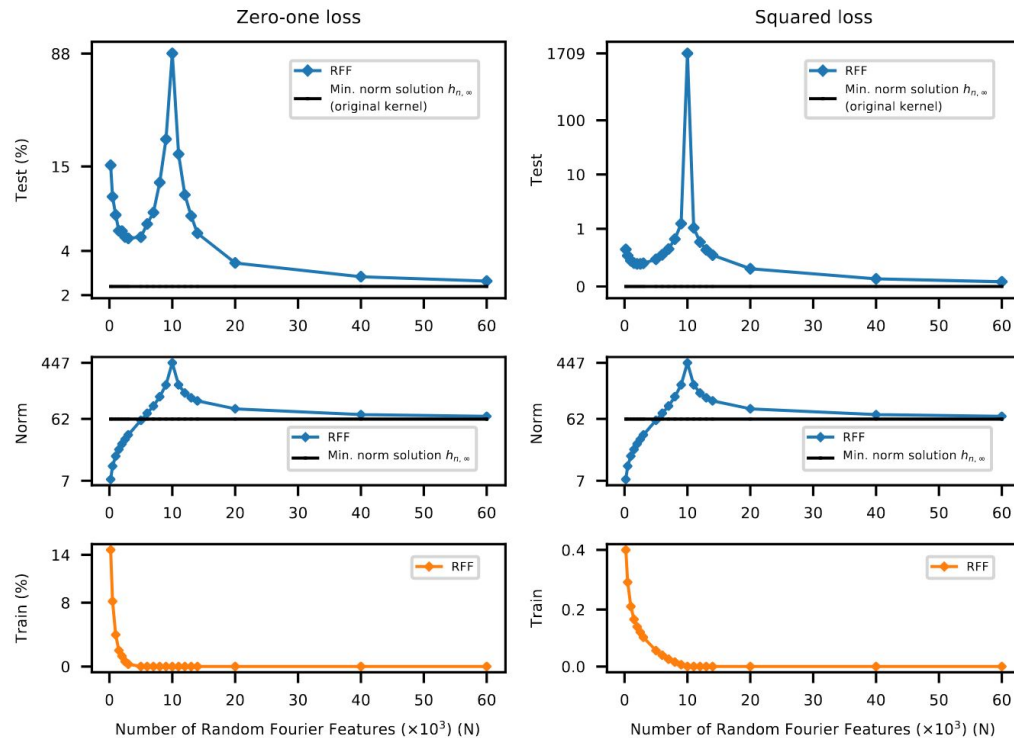 Zero-one loss
Test (%)
88
15
4
2
RFF
Min. norm solution h_{n,∞}
(original kernel)
0 10 20 30 40 50 60
Squared loss
Test
1709
100
10
1
0
RFF
Min. norm solution h_{n,∞}
(original kernel)
0 10 20 30 40 50 60
Norm
447
62
7
RFF
Min. norm solution h_{n,∞}
0 10 20 30 40 50 60
Norm
447
62
7
RFF
Min. norm solution h_{n,∞}
0 10 20 30 40 50 60
Train (%)
14
8
0
RFF
0 10 20 30 40 50 60
Number of Random Fourier Features (×10³) (N)
Train
0.4
0.2
0.0
RFF
0 10 20 30 40 50 60
Number of Random Fourier Features (×10³) (N)